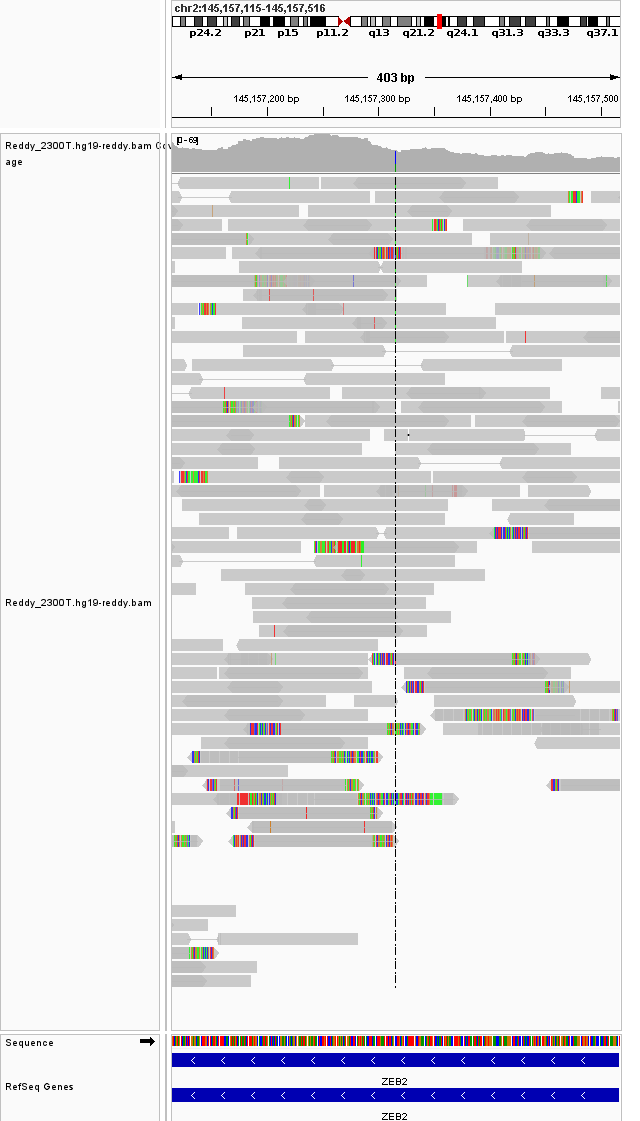 chr2:145,157,115-145,157,516
p24.2 p21 p15 p11.2 q13 q21.2 q24.1 q31.3 q33.3 q37.1
403 bp
145,157,200 bp 145,157,300 bp 145,157,400 bp 145,157,500
[0 - 69]
Reddy_2300T.hg19-reddy.bam Cov
age
Reddy_2300T.hg19-reddy.bam
Sequence
ZEB2
RefSeq Genes
ZEB2